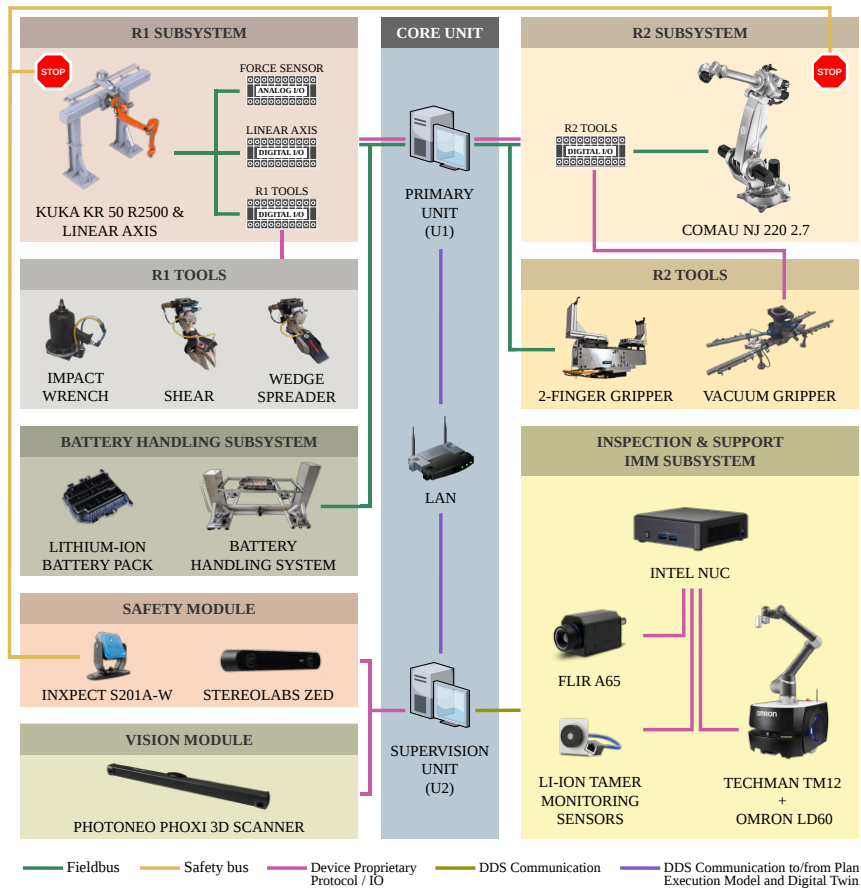 R1 SUBSYSTEM
STOP
FORCE SENSOR
ANALOG I/O
LINEAR AXIS
DIGITAL I/O
R1 TOOLS
DIGITAL I/O
KUKA KR 50 R2500 &
LINEAR AXIS
CORE UNIT
PRIMARY
UNIT
(U1)
R2 SUBSYSTEM
STOP
R2 TOOLS
DIGITAL I/O
COMAU NJ 220 2.7
R1 TOOLS
IMPACT
WRENCH
SHEAR
WEDGE
SPREADER
R2 TOOLS
2-FINGER GRIPPER
VACUUM GRIPPER
BATTERY HANDLING SUBSYSTEM
LITHIUM-ION
BATTERY PACK
BATTERY
HANDLING SYSTEM
LAN
INSPECTION & SUPPORT
IMM SUBSYSTEM
INTEL NUC
FLIR A65
LI-ION TAMER
MONITORING
SENSORS
OMRON
TECHMAN TM12
+
OMRON LD60
SAFETY MODULE
INXPECT S201A-W
STEREOLABS ZED
SUPERVISION
UNIT
(U2)
VISION MODULE
PHOTONEO PHOXI 3D SCANNER
Fieldbus
Safety bus
Device Proprietary
Protocol / IO
DDS Communication
DDS Communication to/from Plan
Execution Model and Digital Twin